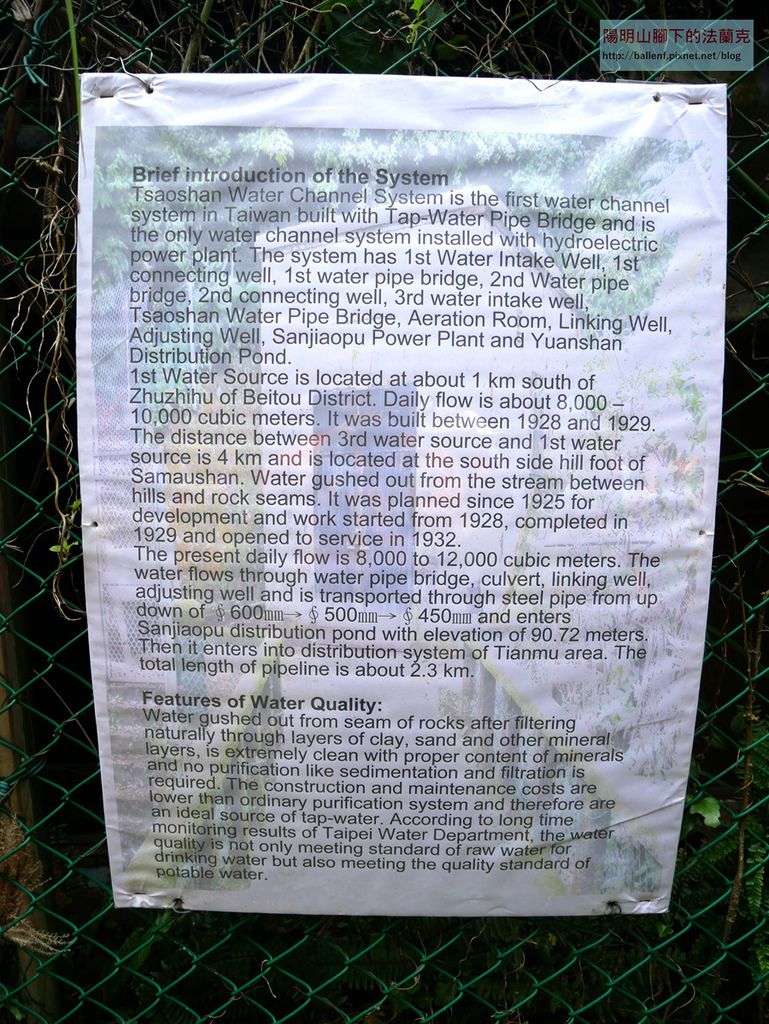 陽明山腳下的法蘭克
http://ballenf.pixnet.net/blog
Brief introduction of the System
Tsaoshan Water Channel System is the first water channel
system in Taiwan built with Tap-Water Pipe Bridge and is
the only water channel system installed with hydroelectric
power plant. The system has 1st Water Intake Well, 1st
connecting well, 1st water pipe bridge, 2nd Water pipe
bridge, 2nd connecting well, 3rd water intake well,
Tsaoshan Water Pipe Bridge, Aeration Room, Linking Well,
Adjusting Well, Sanjiaopu Power Plant and Yuanshan
Distribution Pond.
1st Water Source is located at about 1 km south of
Zhuzhihu of Beitou District. Daily flow is about 8,000 –
10,000 cubic meters. It was built between 1928 and 1929.
The distance between 3rd water source and 1st water
source is 4 km and is located at the south side hill foot of
Samaushan. Water gushed out from the stream between
hills and rock seams. It was planned since 1925 for
development and work started from 1928, completed in
1929 and opened to service in 1932.
The present daily flow is 8,000 to 12,000 cubic meters. The
water flows through water pipe bridge, culvert, linking well,
adjusting well and is transported through steel pipe from up
down of ∮600㎜→∮500㎜→∮450㎜ and enters
Sanjiaopu distribution pond with elevation of 90.72 meters.
Then it enters into distribution system of Tianmu area. The
total length of pipeline is about 2.3 km.
Features of Water Quality:
Water gushed out from seam of rocks after filtering
naturally through layers of clay, sand and other mineral
layers, is extremely clean with proper content of minerals
and no purification like sedimentation and filtration is
required. The construction and maintenance costs are
lower than ordinary purification system and therefore are
an ideal source of tap-water. According to long time
monitoring results of Taipei Water Department, the water
quality is not only meeting standard of raw water for
drinking water but also meeting the quality standard of
potable water.